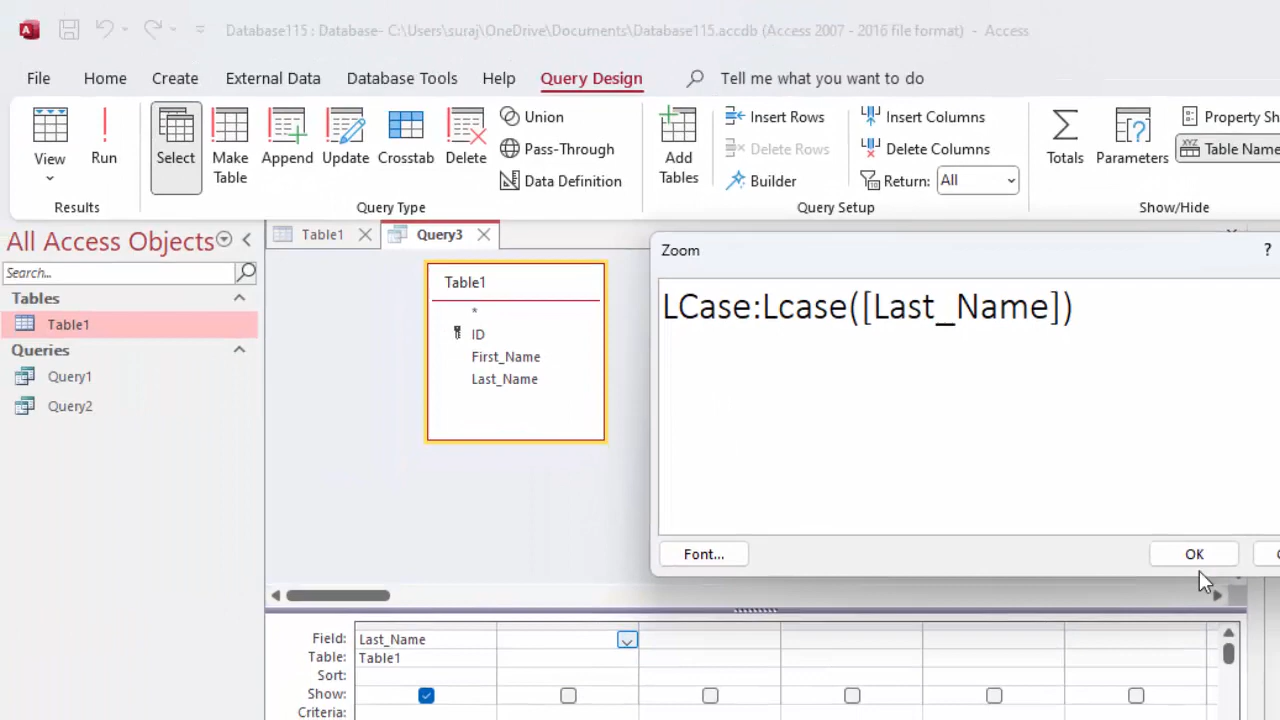 Database115 : Database- C:\Users\suraj\OneDrive\Documents\Database115.accdb (Access 2007 - 2016 file format) - Access
File Home Create External Data Database Tools Help Query Design Tell me what you want to do
View
Run
Select
Make Table
Append
Update
Crosstab
Delete
Union
Pass-Through
Data Definition
Add Tables
Insert Rows
Delete Rows
Builder
Insert Columns
Delete Columns
Return: All
Totals
Parameters
Property Sh
Table Name
Results
Query Type
Query Setup
Show/Hide
All Access Objects
Search...
Tables
Table1
Queries
Query1
Query2
Table1
Query3
Table1
*
ID
First_Name
Last_Name
Zoom ?
LCase:Lcase([Last_Name])
Font... OK
Field: Last_Name
Table: Table1
Sort:
Show:
Criteria: